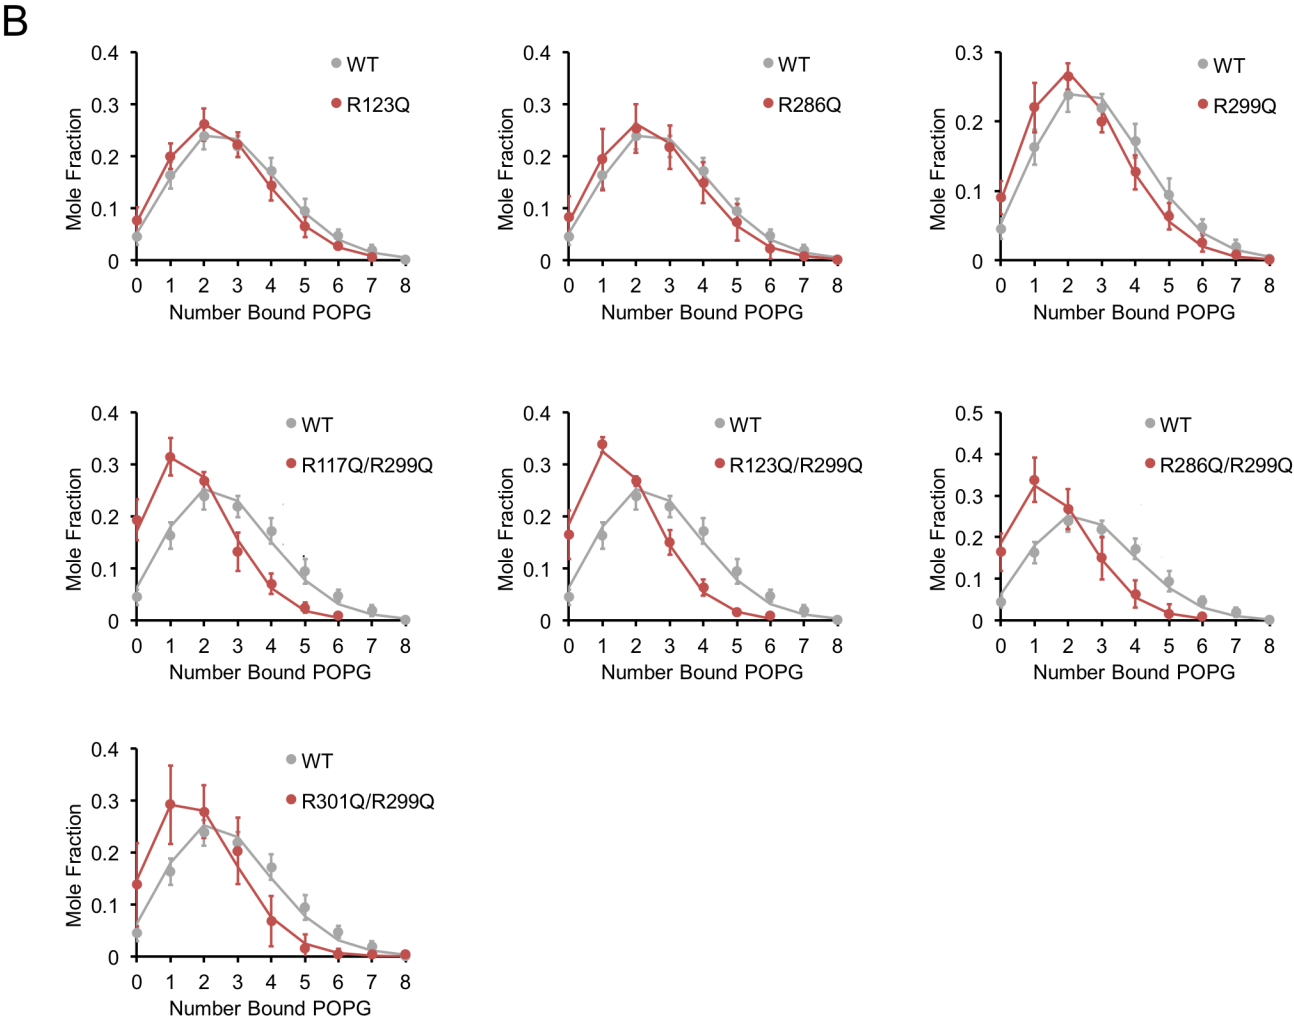 B
0.4
0.3
0.2
0.1
0
Mole Fraction
WT
R123Q
0 1 2 3 4 5 6 7 8
Number Bound POPG
0.4
0.3
0.2
0.1
0
Mole Fraction
WT
R286Q
0 1 2 3 4 5 6 7 8
Number Bound POPG
0.3
0.2
0.1
0
Mole Fraction
WT
R299Q
0 1 2 3 4 5 6 7 8
Number Bound POPG
0.4
0.3
0.2
0.1
0
Mole Fraction
WT
R117Q/R299Q
0 1 2 3 4 5 6 7 8
Number Bound POPG
0.4
0.3
0.2
0.1
0
Mole Fraction
WT
R123Q/R299Q
0 1 2 3 4 5 6 7 8
Number Bound POPG
0.5
0.4
0.3
0.2
0.1
0
Mole Fraction
WT
R286Q/R299Q
0 1 2 3 4 5 6 7 8
Number Bound POPG
0.4
0.3
0.2
0.1
0
Mole Fraction
WT
R301Q/R299Q
0 1 2 3 4 5 6 7 8
Number Bound POPG